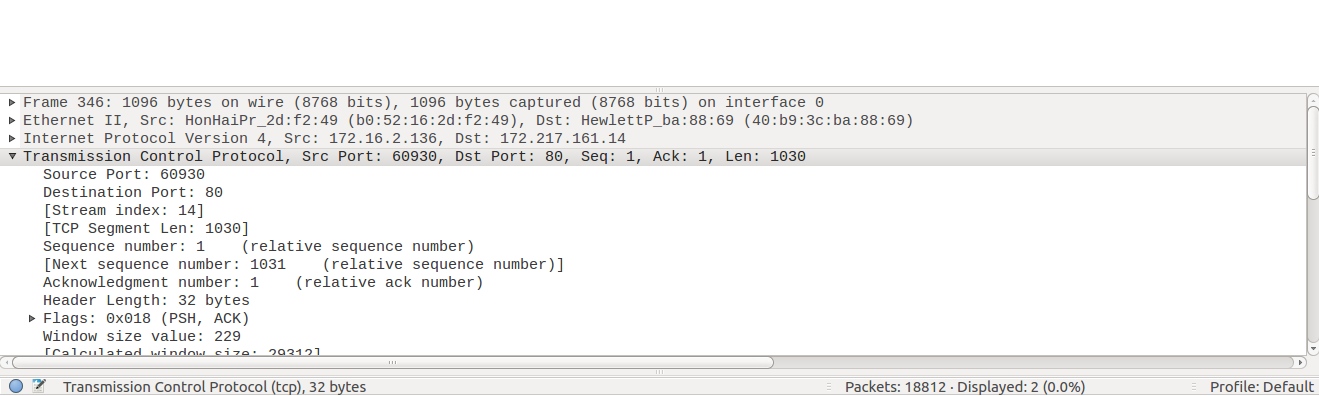 Frame 346: 1096 bytes on wire (8768 bits), 1096 bytes captured (8768 bits) on interface 0
Ethernet II, Src: HonHaiPr_2d:f2:49 (b0:52:16:2d:f2:49), Dst: HewlettP_ba:88:69 (40:b9:3c:ba:88:69)
Internet Protocol Version 4, Src: 172.16.2.136, Dst: 172.217.161.14
Transmission Control Protocol, Src Port: 60930, Dst Port: 80, Seq: 1, Ack: 1, Len: 1030
Source Port: 60930
Destination Port: 80
[Stream index: 14]
[TCP Segment Len: 1030]
Sequence number: 1    (relative sequence number)
[Next sequence number: 1031    (relative sequence number)]
Acknowledgment number: 1    (relative ack number)
Header Length: 32 bytes
Flags: 0x018 (PSH, ACK)
Window size value: 229
[Calculated window size: 29312]
Transmission Control Protocol (tcp), 32 bytes
Packets: 18812 · Displayed: 2 (0.0%)
Profile: Default